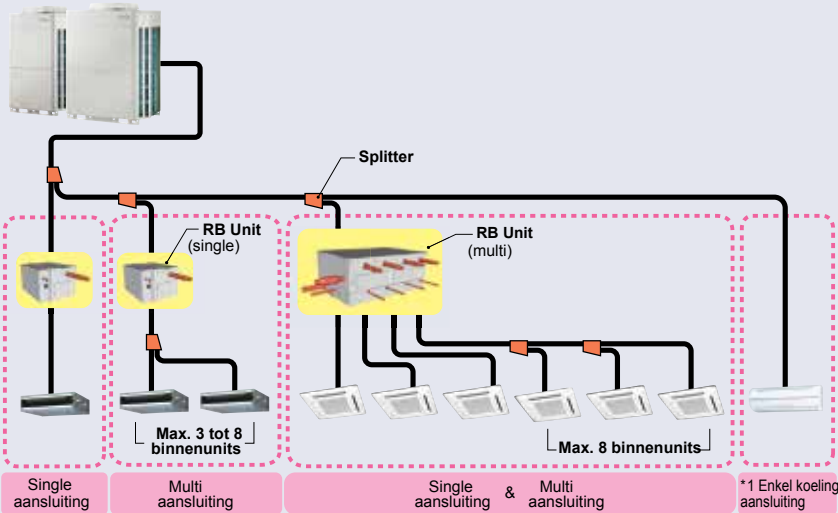 Splitter
RB Unit
(single)
RB Unit
(multi)
Max. 3 tot 8
binnenunits
Max. 8 binnenunits
Single
aansluiting
Multi
aansluiting
Single & Multi
aansluiting aansluiting
*1 Enkel koeling
aansluiting